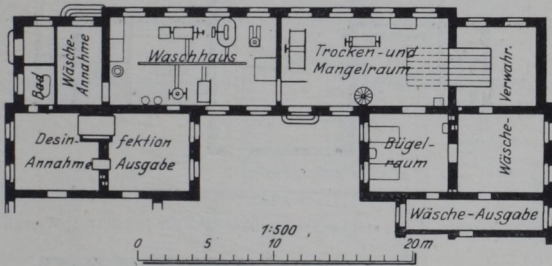 Bad
Wäsche-
Annahme
Waschhaus
Trocken- und
Mangelraum
Verwahr.
Desin-
fektion
Annahme
Ausgabe
Bügel-
raum
Wäsche-
Wäsche-Ausgabe
1:500
0 5 10 20 m